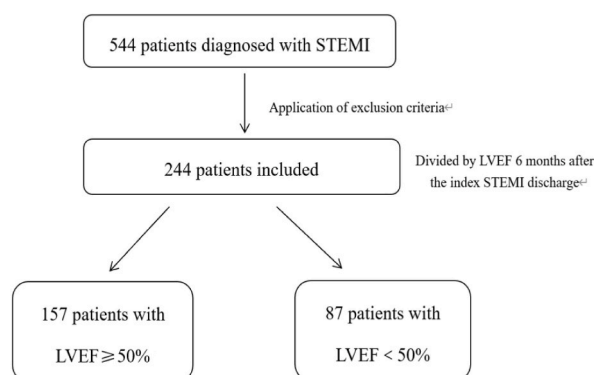 544 patients diagnosed with STEMI
Application of exclusion criteria↵
244 patients included
Divided by LVEF 6 months after
the index STEMI discharge↵
157 patients with
LVEF≥50%
87 patients with
LVEF < 50%